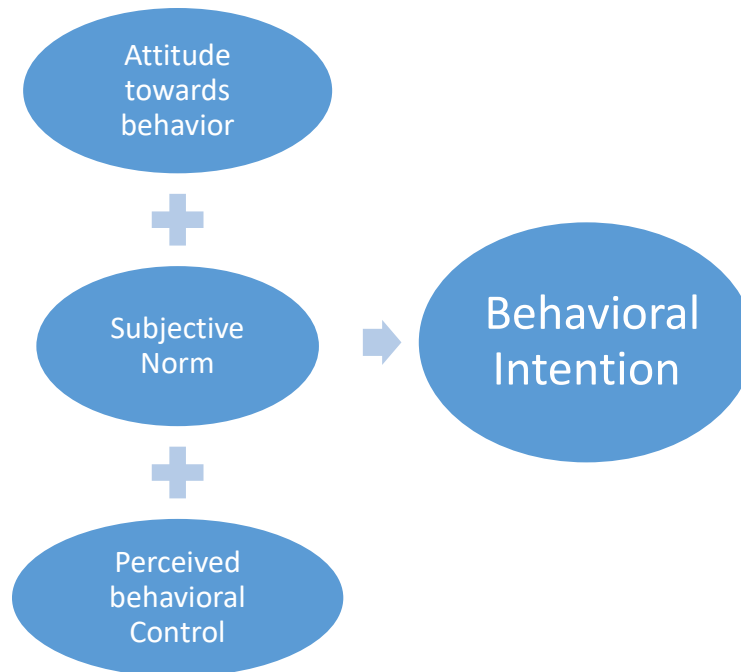 Attitude
towards
behavior
Subjective
Norm
Behavioral
Intention
Perceived
behavioral
Control